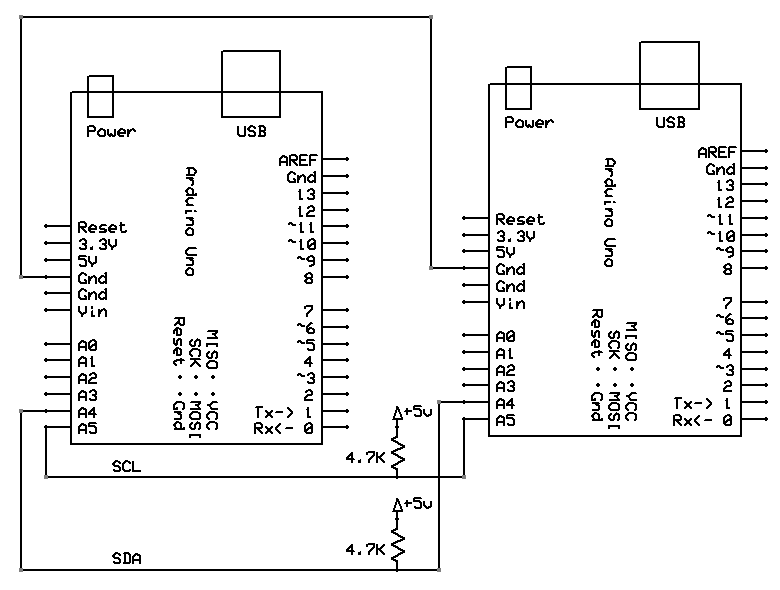 Power
USB
Arduino Uno
AREF
Gnd
13
12
~11
~10
~9
8
7
~6
~5
4
~3
2
Tx-> 1
Rx<- 0
Reset
3.3V
5V
Gnd
Gnd
Vin
A0
A1
A2
A3
A4
A5
MISO · · VCC
SCK · · MOSI
Reset · · Gnd
Power
USB
Arduino Uno
AREF
Gnd
13
12
~11
~10
~9
8
7
~6
~5
4
~3
2
Tx-> 1
Rx<- 0
Reset
3.3V
5V
Gnd
Gnd
Vin
A0
A1
A2
A3
A4
A5
MISO · · VCC
SCK · · MOSI
Reset · · Gnd
+5v
4.7K
SCL
+5v
4.7K
SDA